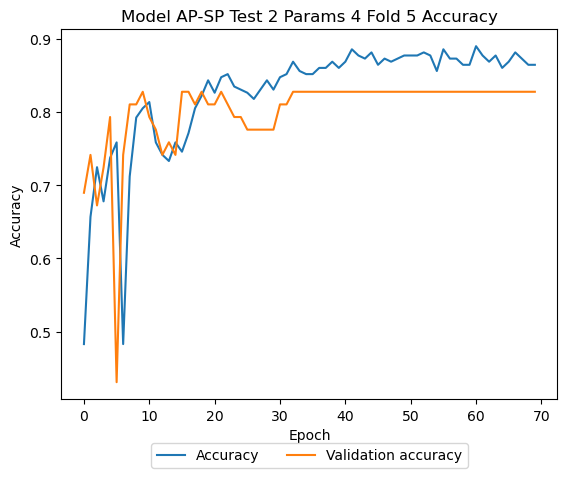 Model AP-SP Test 2 Params 4 Fold 5 Accuracy
0.9
0.8
0.7
0.6
0.5
Accuracy
0 10 20 30 40 50 60 70
Epoch
Accuracy Validation accuracy